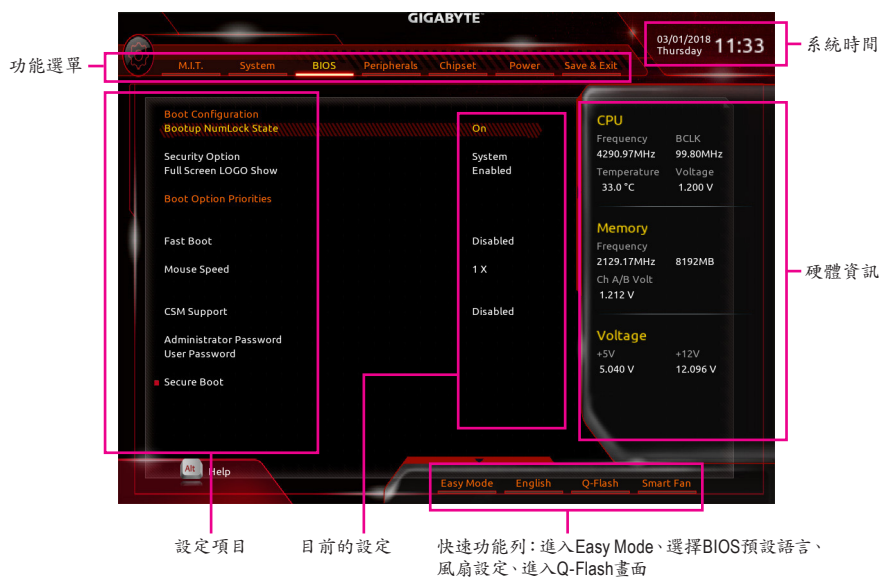 GIGABYTE
03/01/2018
Thursday
11:33
系統時間
功能選單
M.I.T. System BIOS Peripherals Chipset Power Save & Exit
Boot Configuration
Bootup NumLock State On
Security Option System
Full Screen LOGO Show Enabled
Boot Option Priorities
Fast Boot Disabled
Mouse Speed 1 X
CSM Support Disabled
Administrator Password
User Password
Secure Boot
CPU
Frequency BCLK
4290.97MHz 99.80MHz
Temperature Voltage
33.0 °C 1.200 V
Memory
Frequency
2129.17MHz 8192MB
Ch A/B Volt
1.212 V
Voltage
+5V +12V
5.040 V 12.096 V
硬體資訊
Alt Help
Easy Mode English Q-Flash Smart Fan
設定項目
目前的設定
快速功能列:進入Easy Mode、選擇BIOS預設語言、
風扇設定、進入Q-Flash畫面